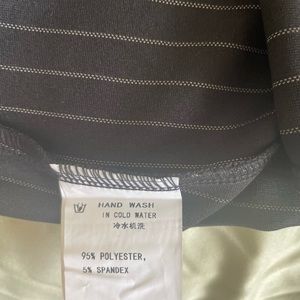 HAND WASH
IN COLD WATER
冷水机洗
95% POLYESTER,
5% SPANDEX